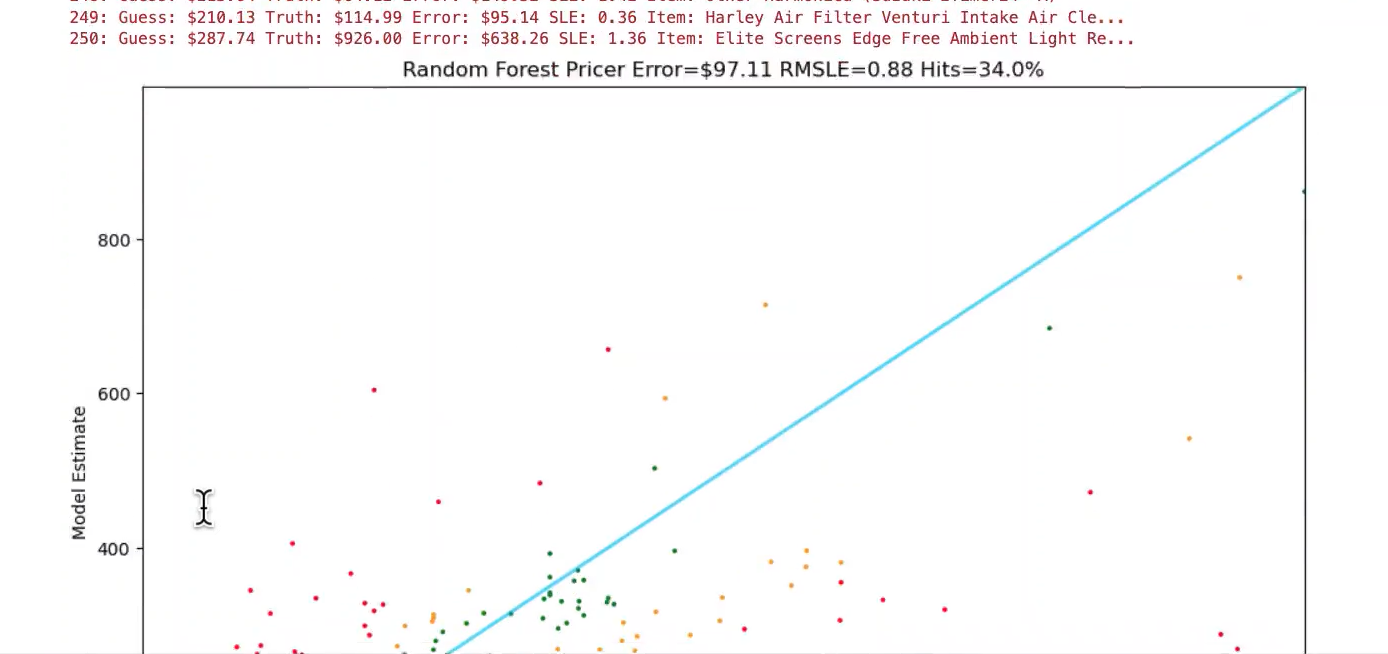 249: Guess: $210.13 Truth: $114.99 Error: $95.14 SLE: 0.36 Item: Harley Air Filter Venturi Intake Air Cle...
250: Guess: $287.74 Truth: $926.00 Error: $638.26 SLE: 1.36 Item: Elite Screens Edge Free Ambient Light Re...
Random Forest Pricer Error=$97.11 RMSLE=0.88 Hits=34.0%
800
600
Model Estimate
400